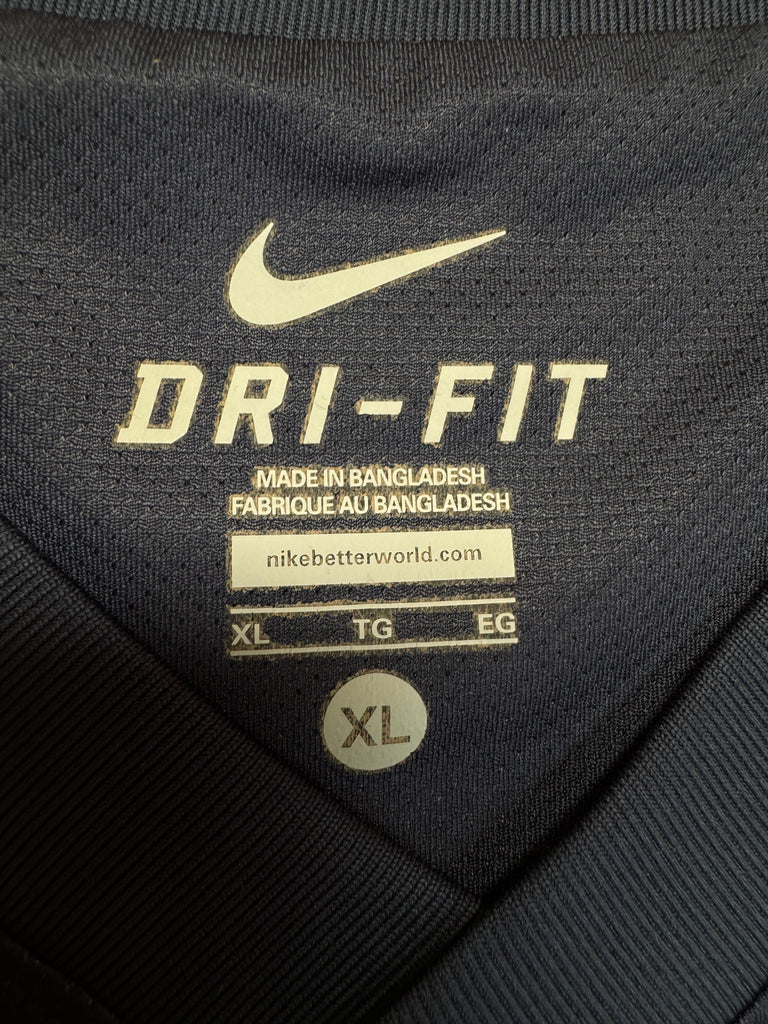 DRI-FIT
MADE IN BANGLADESH
FABRIQUE AU BANGLADESH
nikebetterworld.com
XL TG EG
XL